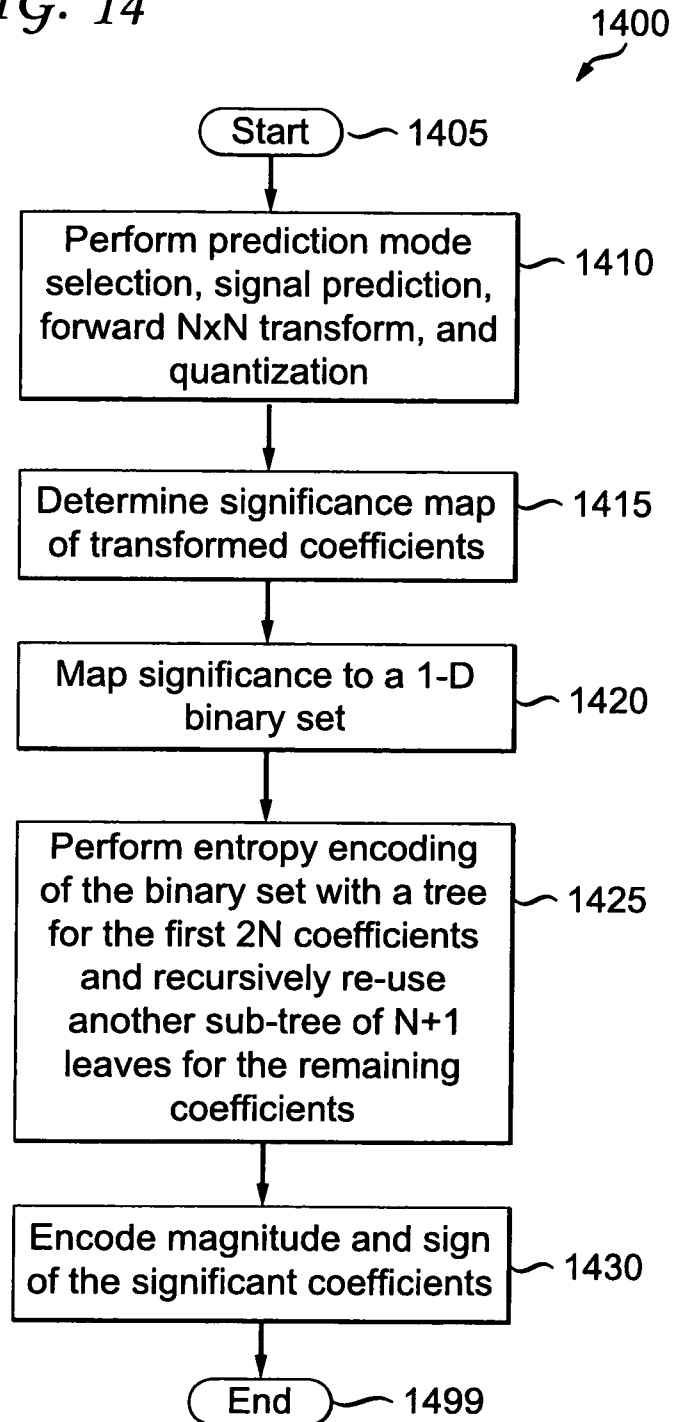 G. 14
1400
Start 1405
Perform prediction mode
selection, signal prediction,
forward NxN transform, and
quantization
1410
Determine significance map
of transformed coefficients
1415
Map significance to a 1-D
binary set
1420
Perform entropy encoding
of the binary set with a tree
for the first 2N coefficients
and recursively re-use
another sub-tree of N+1
leaves for the remaining
coefficients
1425
Encode magnitude and sign
of the significant coefficients
1430
End 1499